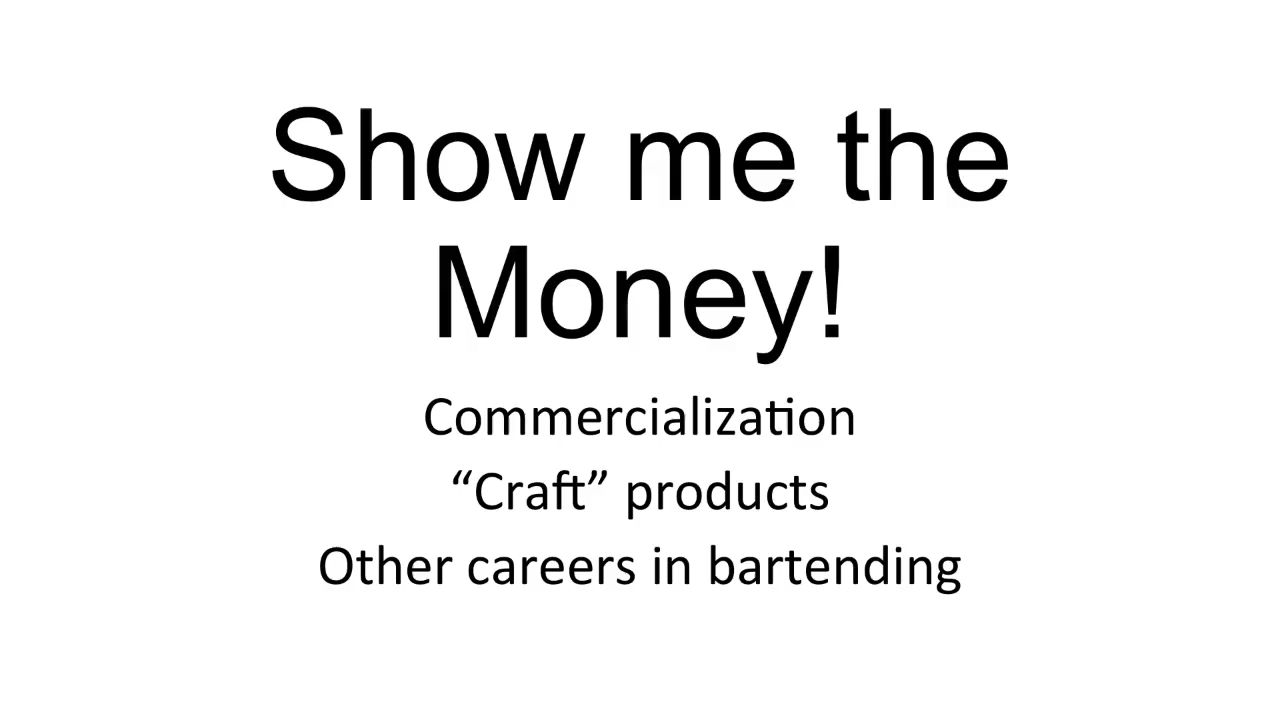 Show me the
Money!
Commercialization
“Craft” products
Other careers in bartending